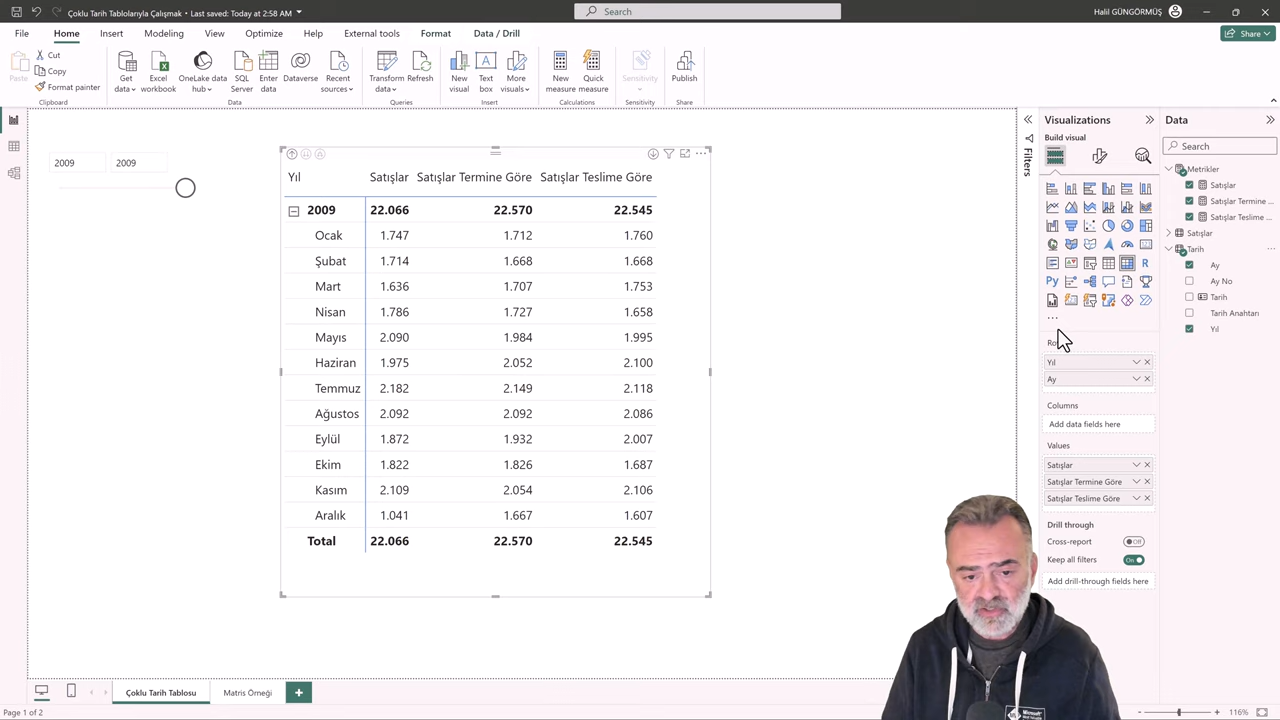 Çoklu Tarih Tablolarıyla Çalışmak • Last saved: Today at 2:58 AM
Search
Halil GÜNGÖRMÜŞ
File Home Insert Modeling View Optimize Help External tools Format Data / Drill
Share
Paste
Cut
Copy
Format painter
Get data
Excel workbook
OneLake data hub
SQL Server
Enter data
Dataverse
Recent sources
Transform data
Refresh
New visual
Text box
More visuals
New measure
Quick measure
Sensitivity
Publish
Clipboard Data Queries Insert Calculations Sensitivity Share
2009 2009
Yıl Satışlar Satışlar Termine Göre Satışlar Teslime Göre
2009 22.066 22.570 22.545
Ocak 1.747 1.712 1.760
Şubat 1.714 1.668 1.668
Mart 1.636 1.707 1.753
Nisan 1.786 1.727 1.658
Mayıs 2.090 1.984 1.995
Haziran 1.975 2.052 2.100
Temmuz 2.182 2.149 2.118
Ağustos 2.092 2.092 2.086
Eylül 1.872 1.932 2.007
Ekim 1.822 1.826 1.687
Kasım 2.109 2.054 2.106
Aralık 1.041 1.667 1.607
Total 22.066 22.570 22.545
Filters
Visualizations
Build visual
R
Py
Ro
Yıl
Ay
Columns
Add data fields here
Values
Satışlar
Satışlar Termine Göre
Satışlar Teslime Göre
Drill through
Cross-report Off
Keep all filters On
Add drill-through fields here
Data
Search
Metrikler
Satışlar
Satışlar Termine ...
Satışlar Teslime ...
Satışlar
Tarih
Ay
Ay No
Tarih
Tarih Anahtarı
Yıl
Microsoft
Çoklu Tarih Tablosu Matris Örneği
Page 1 of 2
116%